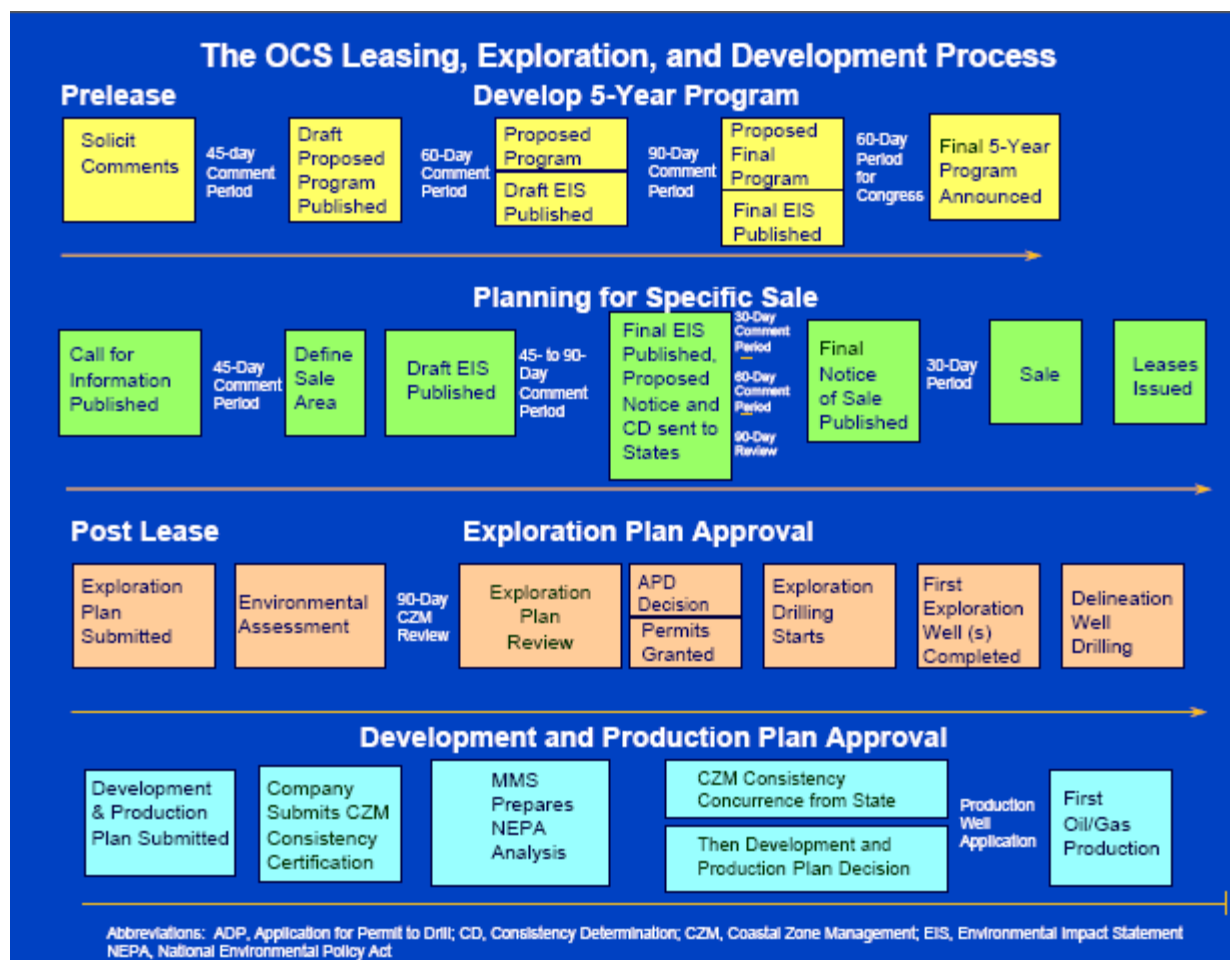 The OCS Leasing, Exploration, and Development Process
Prelease
Develop 5-Year Program
Solicit
Comments
45-day
Comment
Period
Draft
Proposed
Program
Published
60-Day
Comment
Period
Proposed
Program
Draft EIS
Published
90-Day
Comment
Period
Proposed
Final
Program
Final EIS
Published
60-Day
Period
for
Congress
Final 5-Year
Program
Announced
Planning for Specific Sale
Call for
Information
Published
45-Day
Comment
Period
Define
Sale
Area
Draft EIS
Published
45- to 90-
Day
Comment
Period
Final EIS
Published,
Proposed
Notice and
CD sent to
States
30-Day
Comment
Period
60-Day
Comment
Period
90-Day
Review
Final
Notice
of Sale
Published
30-Day
Period
Sale
Leases
Issued
Post Lease
Exploration Plan Approval
Exploration
Plan
Submitted
Environmental
Assessment
90-Day
CZM
Review
Exploration
Plan
Review
APD
Decision
Permits
Granted
Exploration
Drilling
Starts
First
Exploration
Well (s)
Completed
Delineation
Well
Drilling
Development and Production Plan Approval
Development
& Production
Plan Submitted
Company
Submits CZM
Consistency
Certification
MMS
Prepares
NEPA
Analysis
CZM Consistency
Concurrence from State
Then Development and
Production Plan Decision
Production
Well
Application
First
Oil/Gas
Production
Abbreviations: ADP, Application for Permit to Drill; CD, Consistency Determination; CZM, Coastal Zone Management; EIS, Environmental Impact Statement
NEPA, National Environmental Policy Act